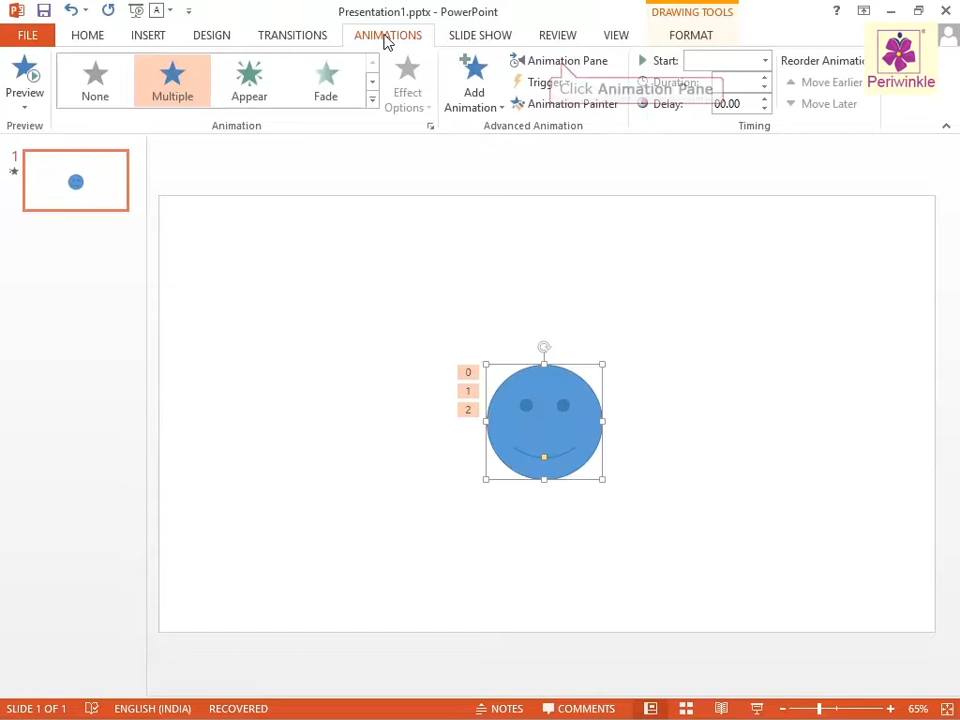 Presentation1.pptx - PowerPoint
DRAWING TOOLS
?
A
FILE
HOME
INSERT
DESIGN
TRANSITIONS
ANIMATIONS
SLIDE SHOW
REVIEW
VIEW
FORMAT
Periwinkle
Preview
None
Multiple
Appear
Fade
Effect
Options
Add
Animation
Animation Pane
Trigger
Animation Painter
Click Animation Pane
Start:
Duration:
Delay:
00.00
Reorder Animati
Move Earlier
Move Later
Preview
Animation
Advanced Animation
Timing
1
0
1
2
SLIDE 1 OF 1
ENGLISH (INDIA)
RECOVERED
NOTES
COMMENTS
65%